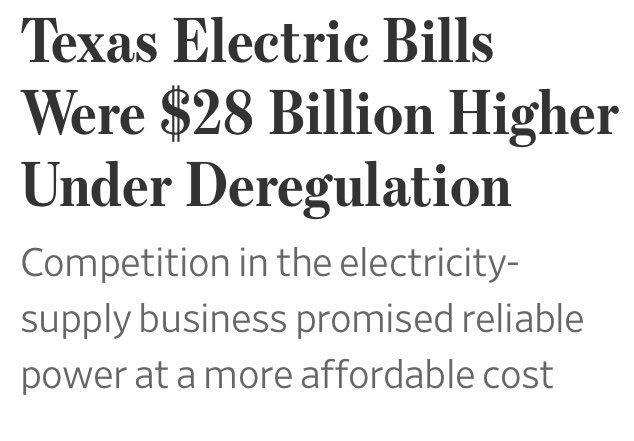 Texas Electric Bills
Were $28 Billion Higher
Under Deregulation
Competition in the electricity-
supply business promised reliable
power at a more affordable cost